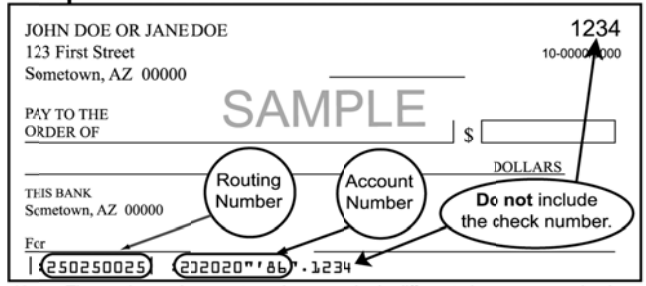 JOHN DOE OR JANE DOE
1234
123 First Street
10-0000/0000
Sometown, AZ 00000
SAMPLE
PAY TO THE
ORDER OF
$
DOLLARS
Routing
Number
Account
Number
Do not include
the check number.
THIS BANK
Sometown, AZ 00000
For
250250025 202020"'86".1234